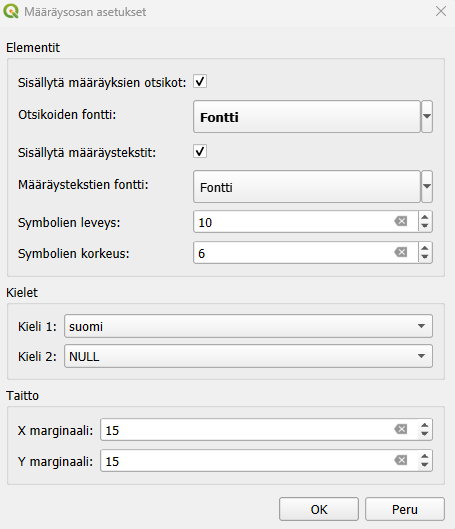 Määräysosan asetukset
Elementit
Sisällytä määräyksien otsikot:
Otsikoiden fontti: Fontti
Sisällytä määräystekstit:
Määräystekstien fontti: Fontti
Symbolien leveys: 10
Symbolien korkeus: 6
Kielet
Kieli 1: suomi
Kieli 2: NULL
Taitto
X marginaali: 15
Y marginaali: 15
OK Peru